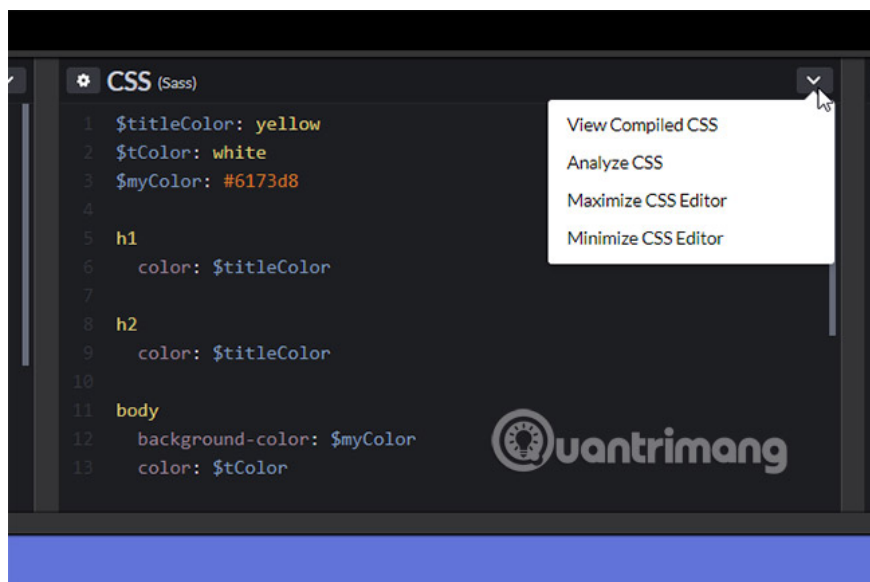 CSS (Sass)
1 $titleColor: yellow
2 $tColor: white
3 $myColor: #6173d8
4
5 h1
6 color: $titleColor
7
8 h2
9 color: $titleColor
10
11 body
12 background-color: $myColor
13 color: $tColor
View Compiled CSS
Analyze CSS
Maximize CSS Editor
Minimize CSS Editor
Quantrimang